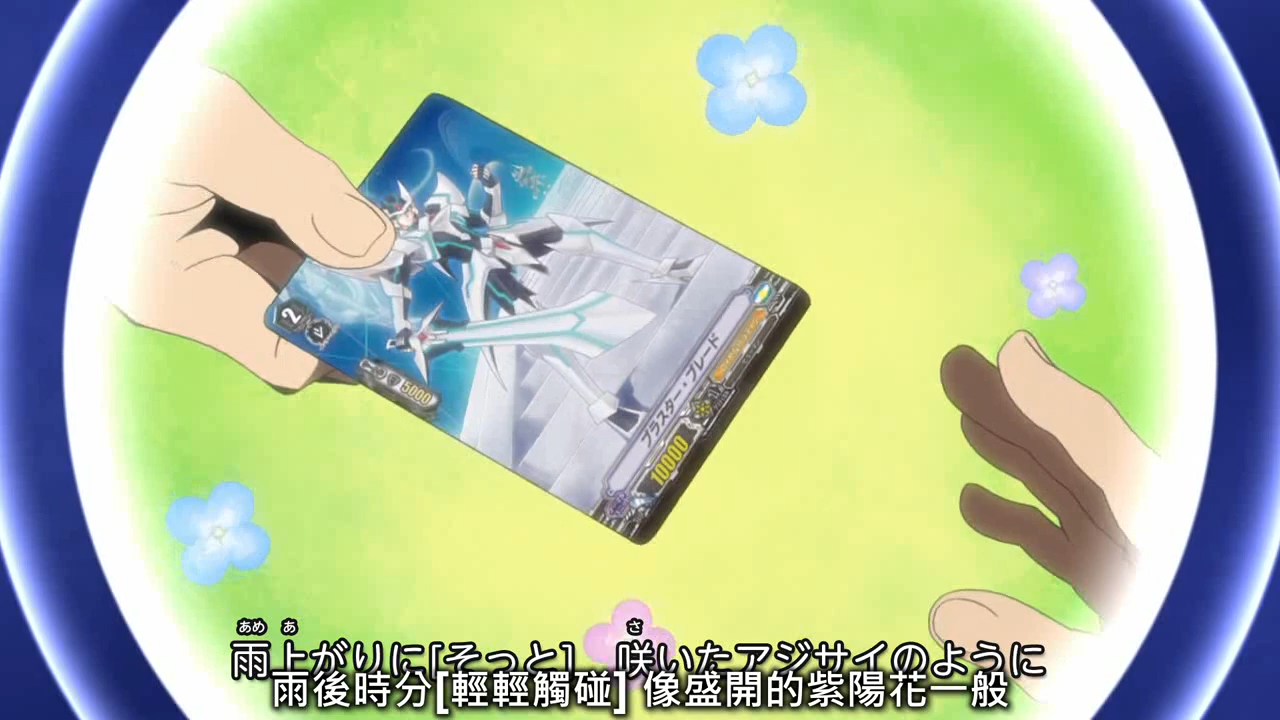 2
5000
ブラスター・ブレード
10000
あめ あ さ
雨上がりに[そっと] 咲いたアジサイのように
雨後時分[輕輕觸碰] 像盛開的紫陽花一般